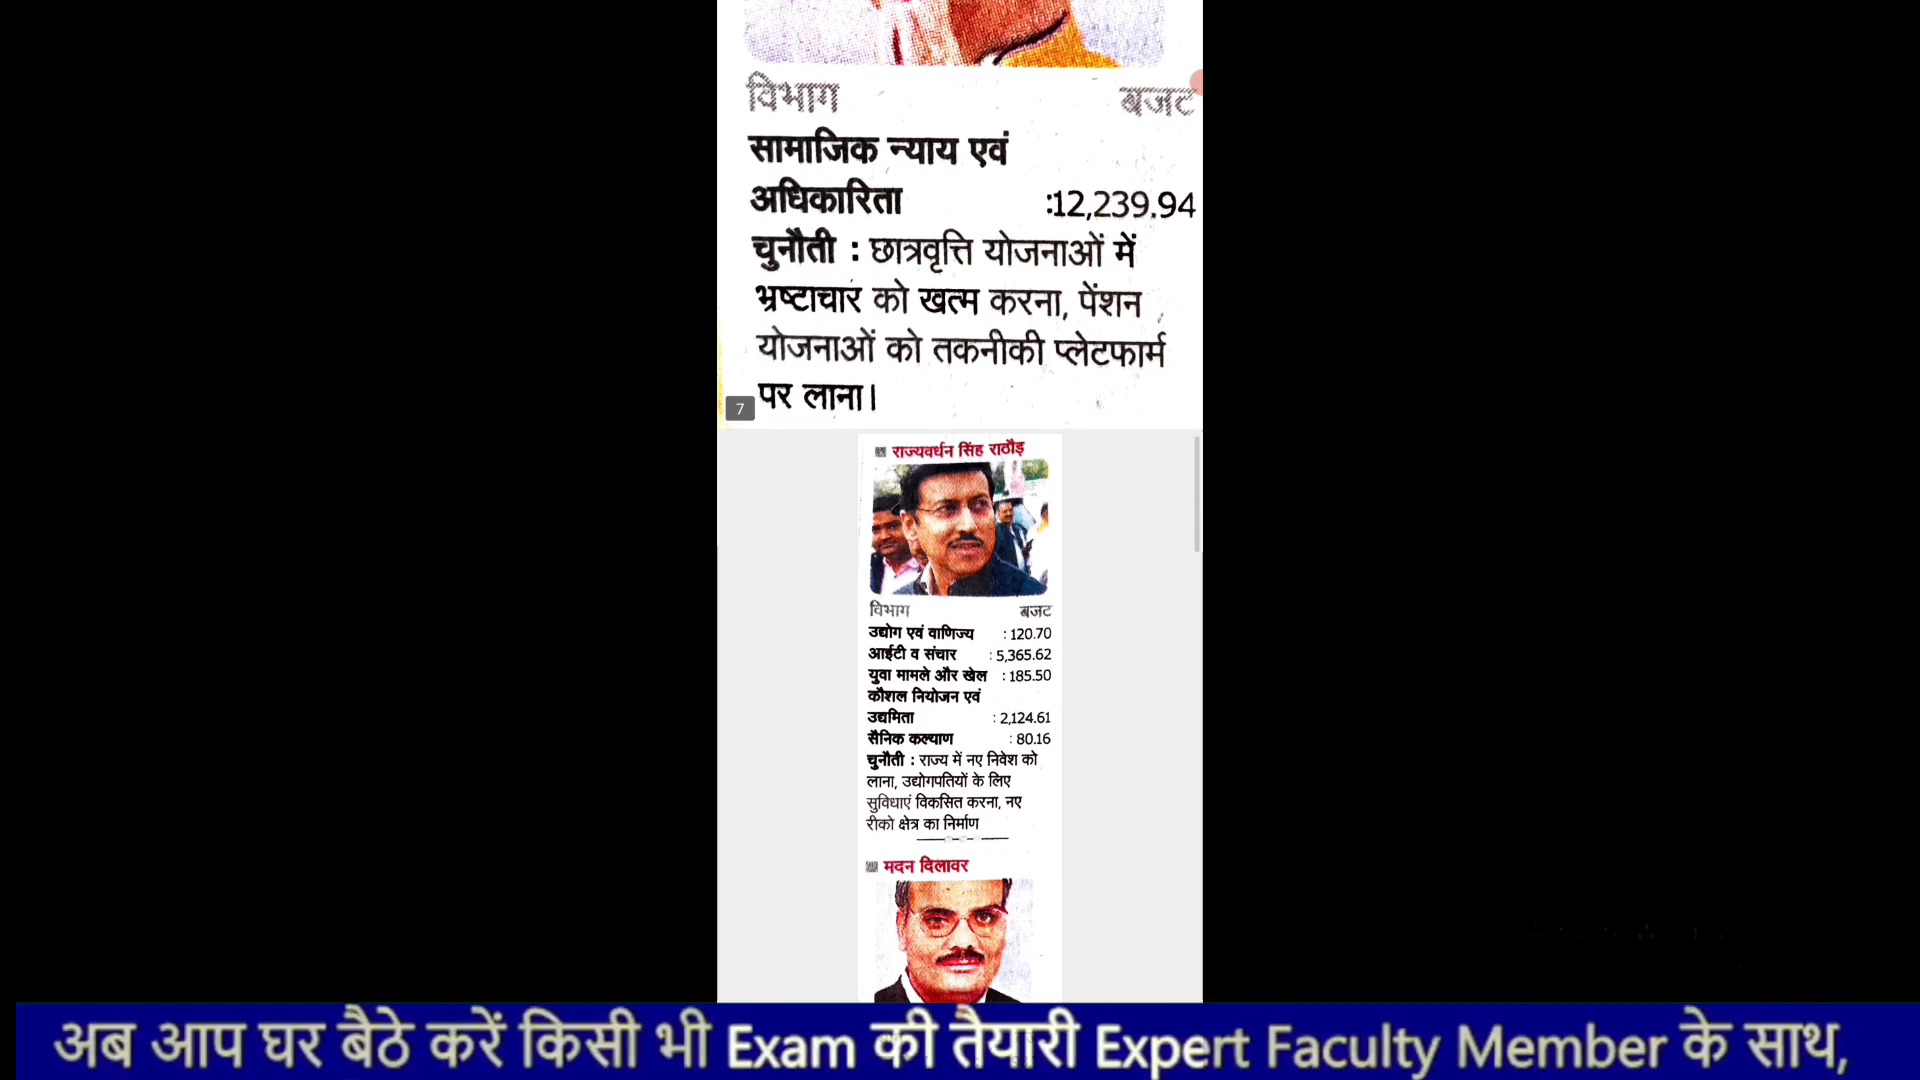 विभाग बजट
सामाजिक न्याय एवं
अधिकारिता :12,239.94
चुनौती : छात्रवृत्ति योजनाओं में
भ्रष्टाचार को खत्म करना, पेंशन
योजनाओं को तकनीकी प्लेटफार्म
पर लाना।
7
राज्यवर्धन सिंह राठौड़
विभाग बजट
उद्योग एवं वाणिज्य : 120.70
आईटी व संचार : 5,365.62
युवा मामले और खेल : 185.50
कौशल नियोजन एवं
उद्यमिता : 2,124.61
सैनिक कल्याण : 80.16
चुनौती : राज्य में नए निवेश को
लाना, उद्योगपतियों के लिए
सुविधाएं विकसित करना, नए
रीको क्षेत्र का निर्माण
मदन दिलावर
अब आप घर बैठे करें किसी भी Exam की तैयारी Expert Faculty Member के साथ,